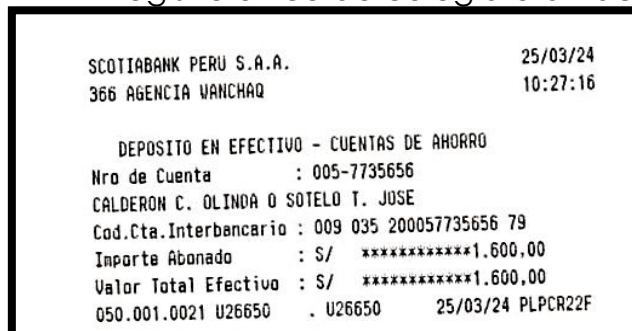 SCOTIABANK PERU S.A.A. 25/03/24
366 AGENCIA WANCHAQ 10:27:16
DEPOSITO EN EFECTIVO - CUENTAS DE AHORRO
Nro de Cuenta : 005-7735656
CALDERON C. OLINDA O SOTELO T. JOSE
Cod.Cta.Interbancario : 009 035 200057735656 79
Importe Abonado : S/ ************1.600,00
Valor Total Efectivo : S/ ************1.600,00
050.001.0021 U26650 . U26650 25/03/24 PLPCR22F